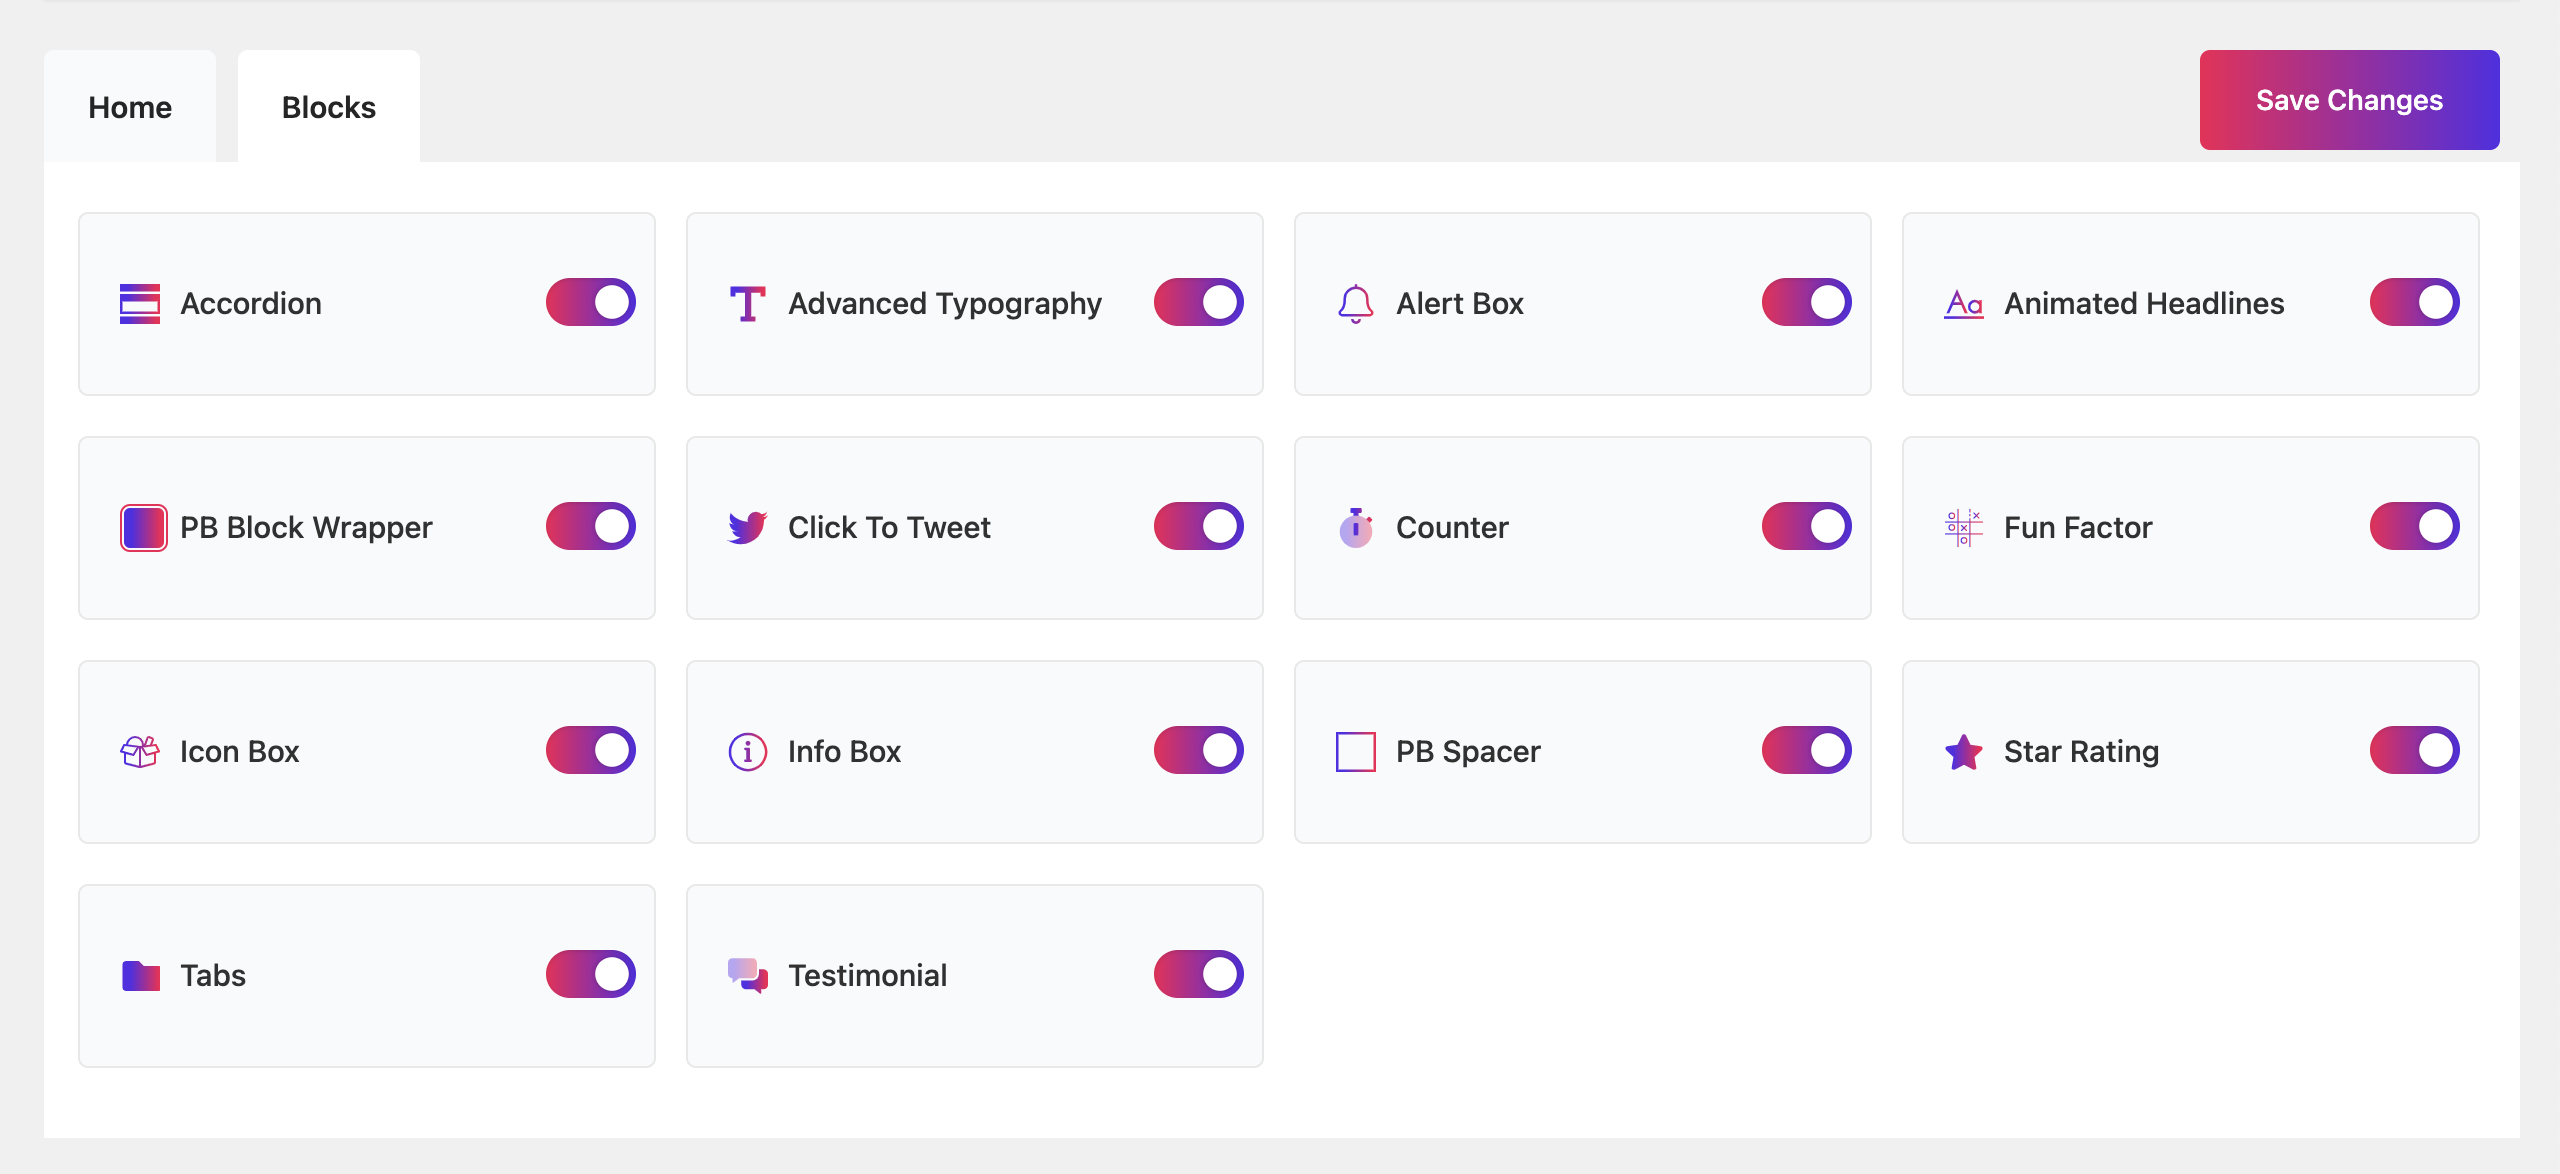 Home
Blocks
Save Changes
Accordion
Advanced Typography
Alert Box
Animated Headlines
PB Block Wrapper
Click To Tweet
Counter
Fun Factor
Icon Box
Info Box
PB Spacer
Star Rating
Tabs
Testimonial